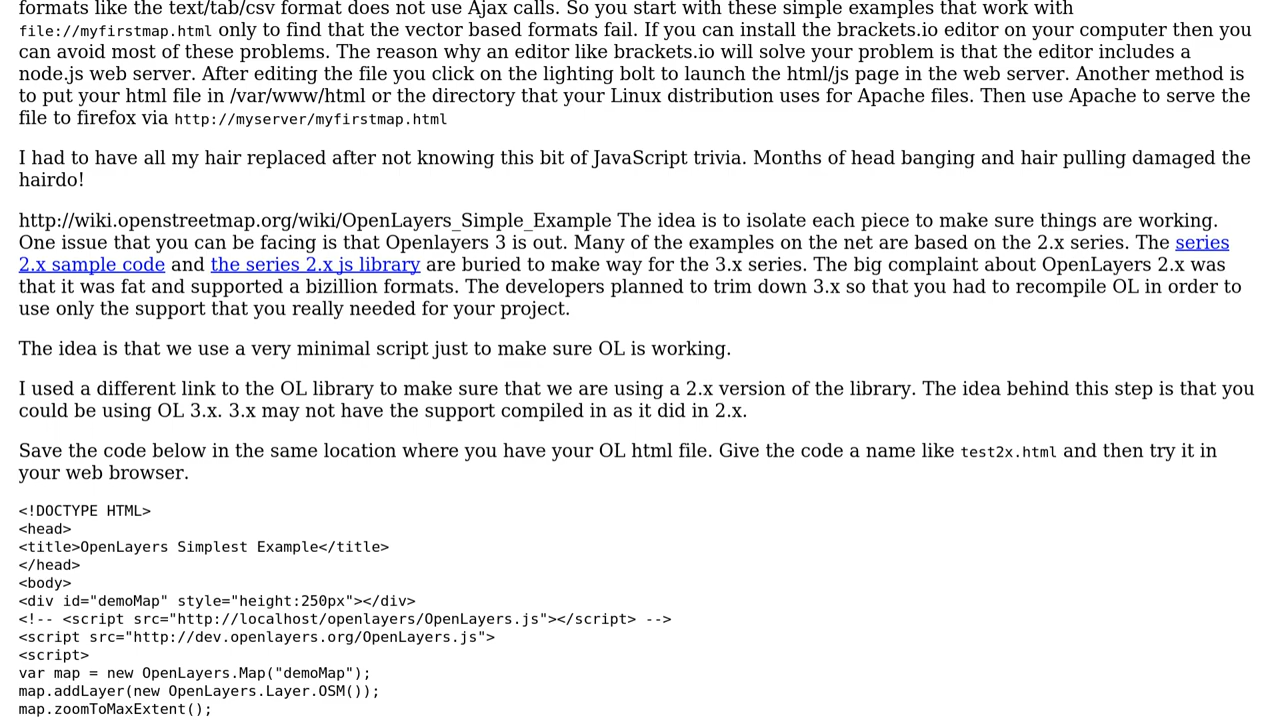 formats like the text/tab/csv format does not use Ajax calls. So you start with these simple examples that work with
file://myfirstmap.html only to find that the vector based formats fail. If you can install the brackets.io editor on your computer then you
can avoid most of these problems. The reason why an editor like brackets.io will solve your problem is that the editor includes a
node.js web server. After editing the file you click on the lighting bolt to launch the html/js page in the web server. Another method is
to put your html file in /var/www/html or the directory that your Linux distribution uses for Apache files. Then use Apache to serve the
file to firefox via http://myserver/myfirstmap.html
I had to have all my hair replaced after not knowing this bit of JavaScript trivia. Months of head banging and hair pulling damaged the
hairdo!
http://wiki.openstreetmap.org/wiki/OpenLayers_Simple_Example The idea is to isolate each piece to make sure things are working.
One issue that you can be facing is that Openlayers 3 is out. Many of the examples on the net are based on the 2.x series. The series
2.x sample code and the series 2.x js library are buried to make way for the 3.x series. The big complaint about OpenLayers 2.x was
that it was fat and supported a bizillion formats. The developers planned to trim down 3.x so that you had to recompile OL in order to
use only the support that you really needed for your project.
The idea is that we use a very minimal script just to make sure OL is working.
I used a different link to the OL library to make sure that we are using a 2.x version of the library. The idea behind this step is that you
could be using OL 3.x. 3.x may not have the support compiled in as it did in 2.x.
Save the code below in the same location where you have your OL html file. Give the code a name like test2x.html and then try it in
your web browser.
<!DOCTYPE HTML>
<head>
<title>OpenLayers Simplest Example</title>
</head>
<body>
<div id="demoMap" style="height:250px"></div>
<!-- <script src="http://localhost/openlayers/OpenLayers.js"></script> -->
<script src="http://dev.openlayers.org/OpenLayers.js">
<script>
var map = new OpenLayers.Map("demoMap");
map.addLayer(new OpenLayers.Layer.OSM());
map.zoomToMaxExtent();